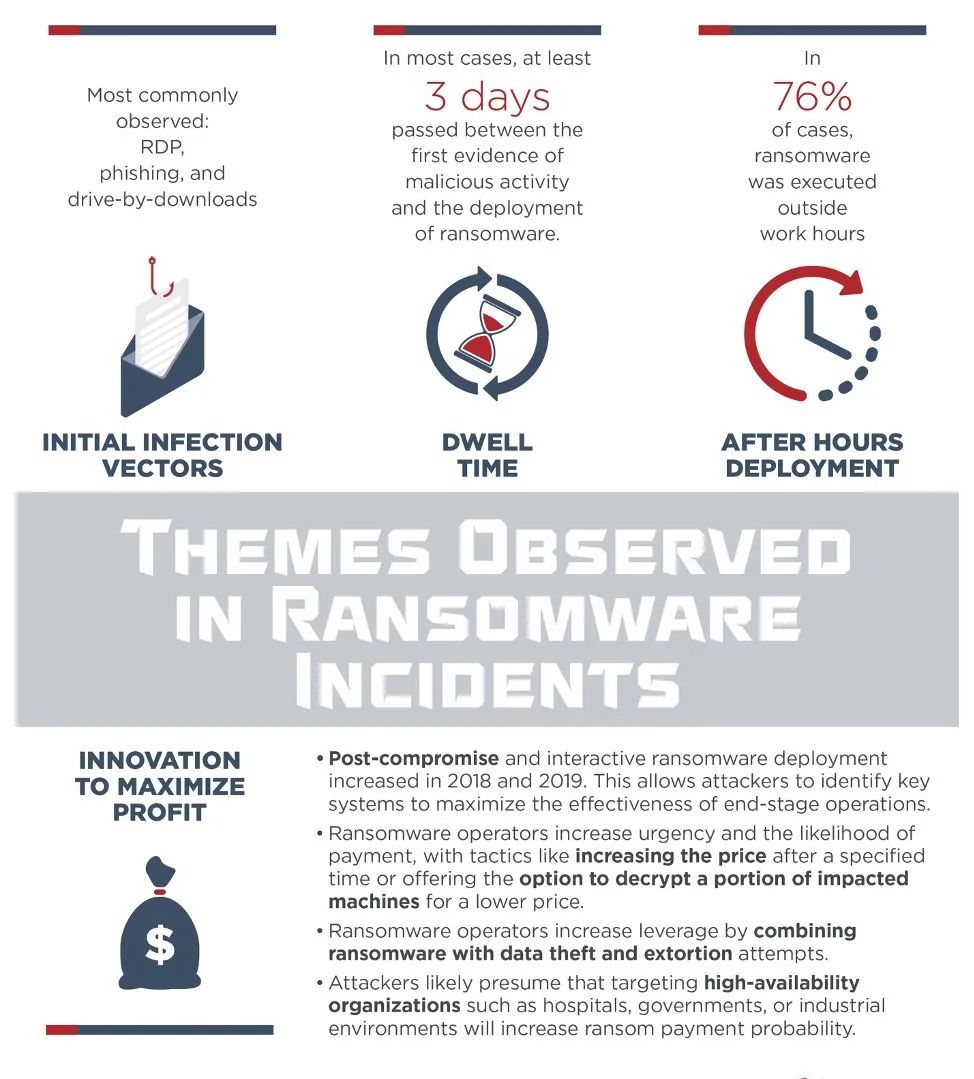 Most commonly
observed:
RDP,
phishing, and
drive-by-downloads
INITIAL INFECTION
VECTORS
In most cases, at least
3 days
passed between the
first evidence of
malicious activity
and the deployment
of ransomware.
DWELL
TIME
In
76%
of cases,
ransomware
was executed
outside
work hours
AFTER HOURS
DEPLOYMENT
THEMES OBSERVED
IN RANSOMWARE
INCIDENTS
INNOVATION
TO MAXIMIZE
PROFIT
$
• Post-compromise and interactive ransomware deployment
increased in 2018 and 2019. This allows attackers to identify key
systems to maximize the effectiveness of end-stage operations.
• Ransomware operators increase urgency and the likelihood of
payment, with tactics like increasing the price after a specified
time or offering the option to decrypt a portion of impacted
machines for a lower price.
• Ransomware operators increase leverage by combining
ransomware with data theft and extortion attempts.
• Attackers likely presume that targeting high-availability
organizations such as hospitals, governments, or industrial
environments will increase ransom payment probability.